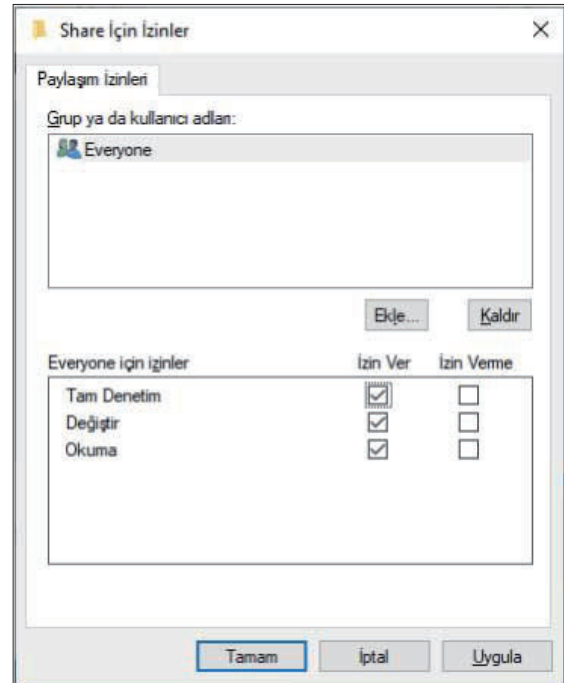 Share İçin İzinler
Paylaşım İzinleri
Grup ya da kullanıcı adları:
Everyone
Ekle...
Kaldır
Everyone için izinler İzin Ver İzin Verme
Tam Denetim
Değiştir
Okuma
Tamam İptal Uygula